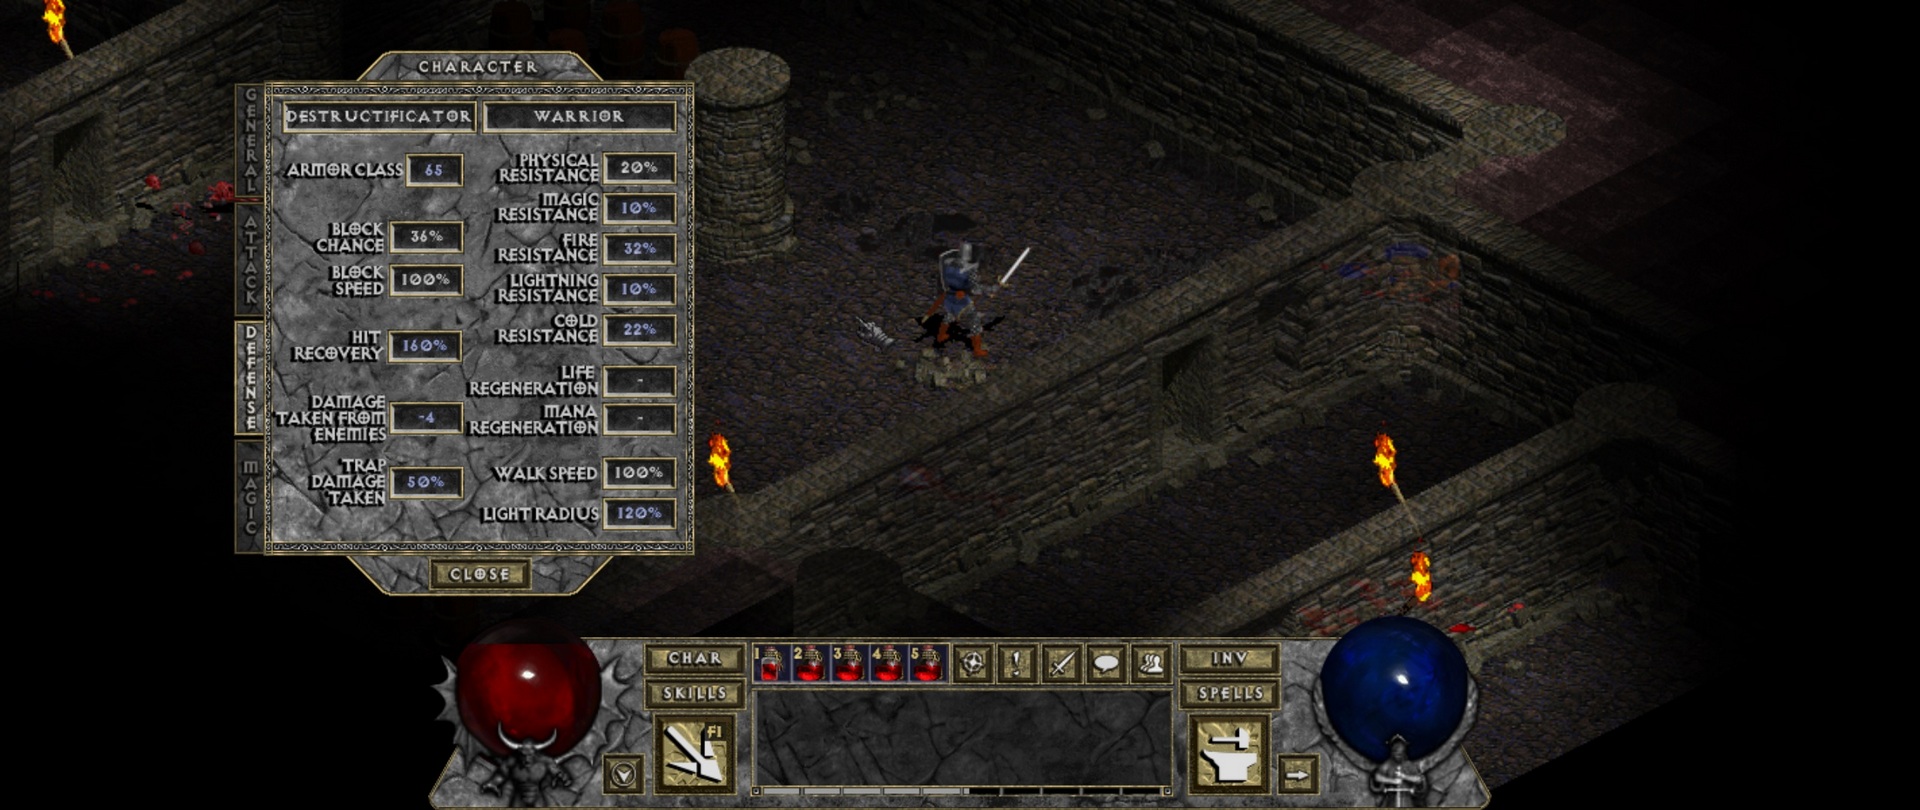 CHARACTER
GENERAL
ATTACK
DEFENSE
MAGIC
DESTRUCTIFICATOR
WARRIOR
ARMOR CLASS 65
BLOCK
CHANCE 36%
BLOCK
SPEED 100%
HIT
RECOVERY 160%
DAMAGE
TAKEN FROM
ENEMIES -4
TRAP
DAMAGE
TAKEN 50%
PHYSICAL
RESISTANCE 20%
MAGIC
RESISTANCE 10%
FIRE
RESISTANCE 32%
LIGHTNING
RESISTANCE 10%
COLD
RESISTANCE 22%
LIFE
REGENERATION -
MANA
REGENERATION -
WALK SPEED 100%
LIGHT RADIUS 120%
CLOSE
CHAR
SKILLS
F1
1 2 3 4 5
INV
SPELLS